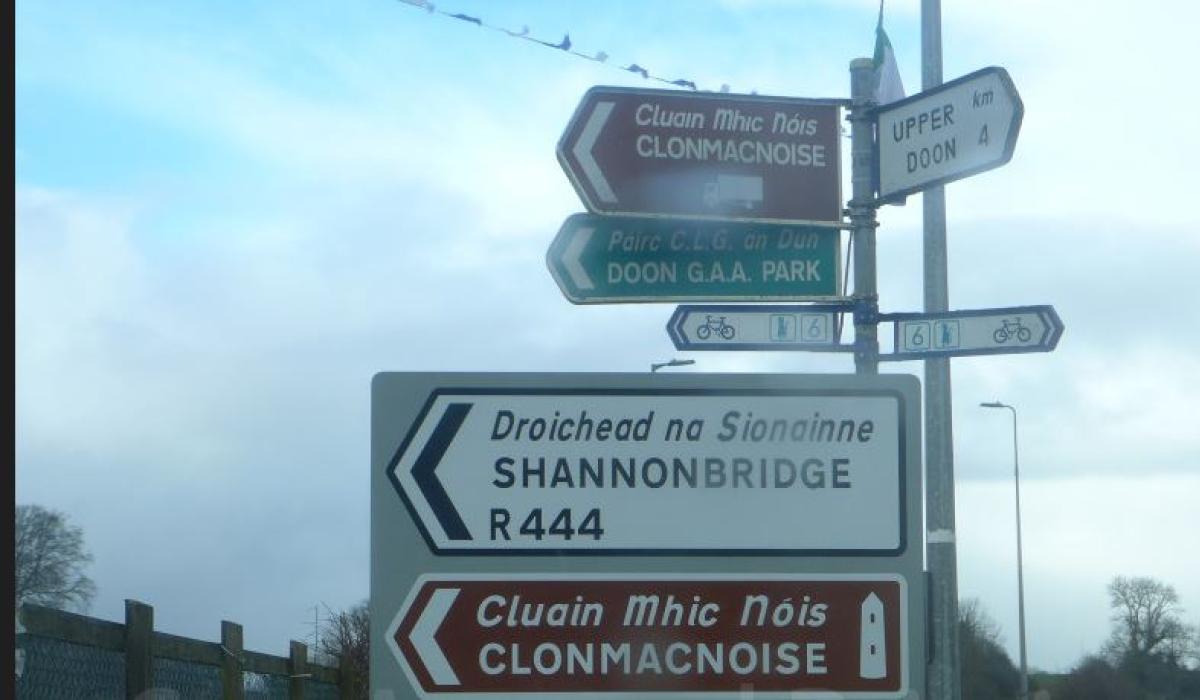 Cluain Mhic Nóis
CLONMACNOISE
km
UPPER
DOON 4
Páirc C.L.G. an Dun
DOON G.A.A. PARK
6
6
Droichead na Sionainne
SHANNONBRIDGE
R444
Cluain Mhic Nóis
CLONMACNOISE